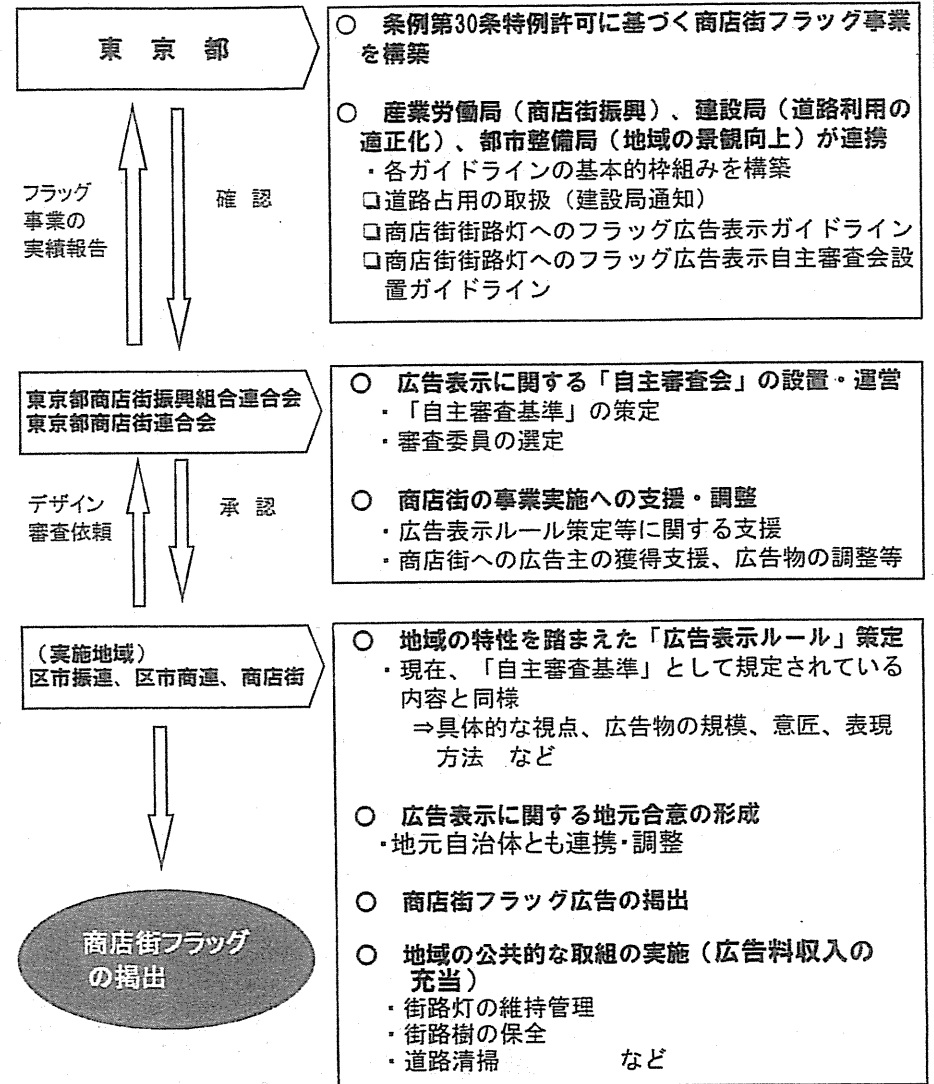 東京都
○ 条例第30条特例許可に基づく商店街フラッグ事業
を構築
○ 産業労働局(商店街振興)、建設局(道路利用の
適正化)、都市整備局(地域の景観向上)が連携
・各ガイドラインの基本的枠組みを構築
❑道路占用の取扱(建設局通知)
❑商店街街路灯へのフラッグ広告表示ガイドライン
❑商店街街路灯へのフラッグ広告表示自主審査会設
置ガイドライン
フラッグ
事業の
実績報告
確認
東京都商店街振興組合連合会
東京都商店街連合会
○ 広告表示に関する「自主審査会」の設置・運営
・「自主審査基準」の策定
・審査委員の選定
○ 商店街の事業実施への支援・調整
・広告表示ルール策定等に関する支援
・商店街への広告主の獲得支援、広告物の調整等
デザイン
審査依頼
承認
(実施地域)
区市振連、区市商連、商店街
○ 地域の特性を踏まえた「広告表示ルール」策定
・現在、「自主審査基準」として規定されている
内容と同様
⇒具体的な視点、広告物の規模、意匠、表現
方法 など
○ 広告表示に関する地元合意の形成
・地元自治体とも連携・調整
○ 商店街フラッグ広告の掲出
○ 地域の公共的な取組の実施(広告料収入の
充当)
・街路灯の維持管理
・街路樹の保全
・道路清掃 など
商店街フラッグ
の掲出